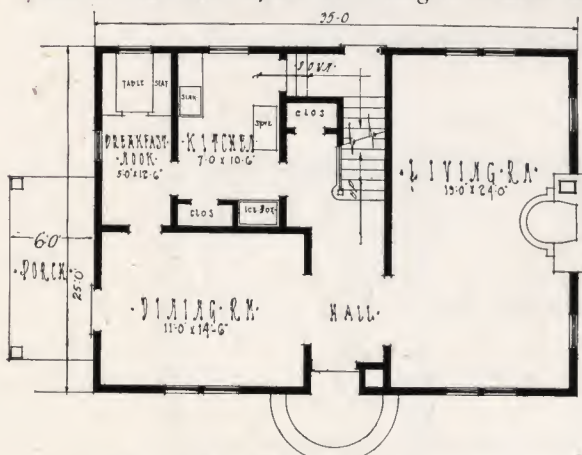 35-0
DOWN
TABLE SEAT
SINK
CLOS
STOVE
BREAKFAST
·NOOK·
5-0 x 12-6"
·KITCHEN·
7-0 x 10-6"
·LIVING·RM·
13-0" x 24-0"
UP
CLOS
ICE BOX
6-0
·PORCH·
25-0
·DINING·RM·
11-0" x 14-6"
HALL·